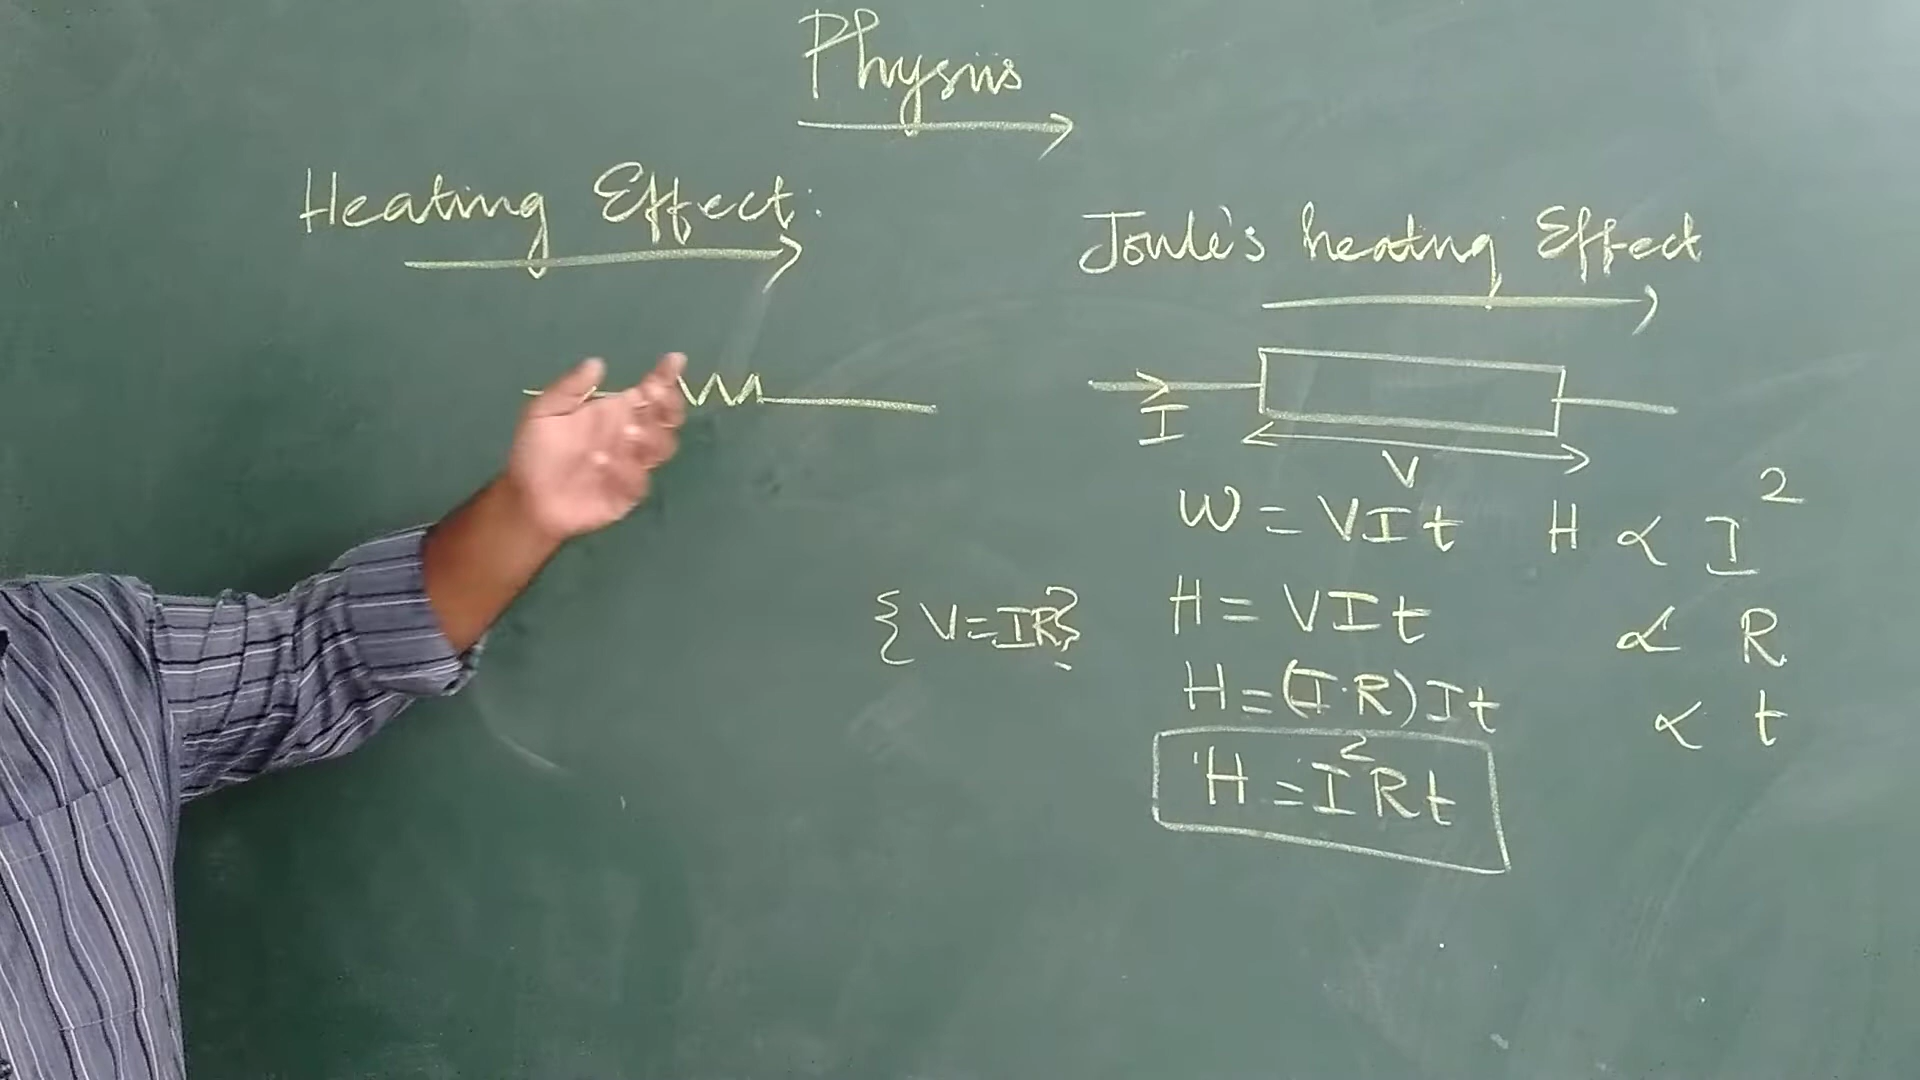 Physics
Heating Effect:
Joule's heating Effect
I
V
W = VIt
H ∝ I²
{V=IR}
H = VIt
∝ R
H = (I·R)It
∝ t
H = I²Rt